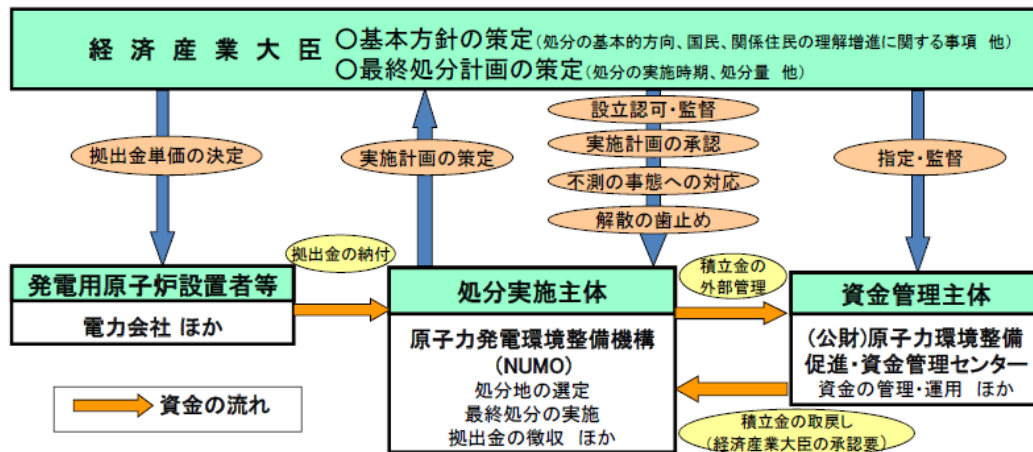 経済産業大臣
〇基本方針の策定(処分の基本的方向、国民、関係住民の理解増進に関する事項 他)
〇最終処分計画の策定(処分の実施時期、処分量 他)
拠出金単価の決定
実施計画の策定
設立認可・監督
実施計画の承認
不測の事態への対応
解散の歯止め
指定・監督
発電用原子炉設置者等
電力会社 ほか
拠出金の納付
処分実施主体
原子力発電環境整備機構
(NUMO)
処分地の選定
最終処分の実施
拠出金の徴収 ほか
積立金の
外部管理
資金管理主体
(公財)原子力環境整備
促進・資金管理センター
資金の管理・運用 ほか
積立金の取戻し
(経済産業大臣の承認要)
資金の流れ